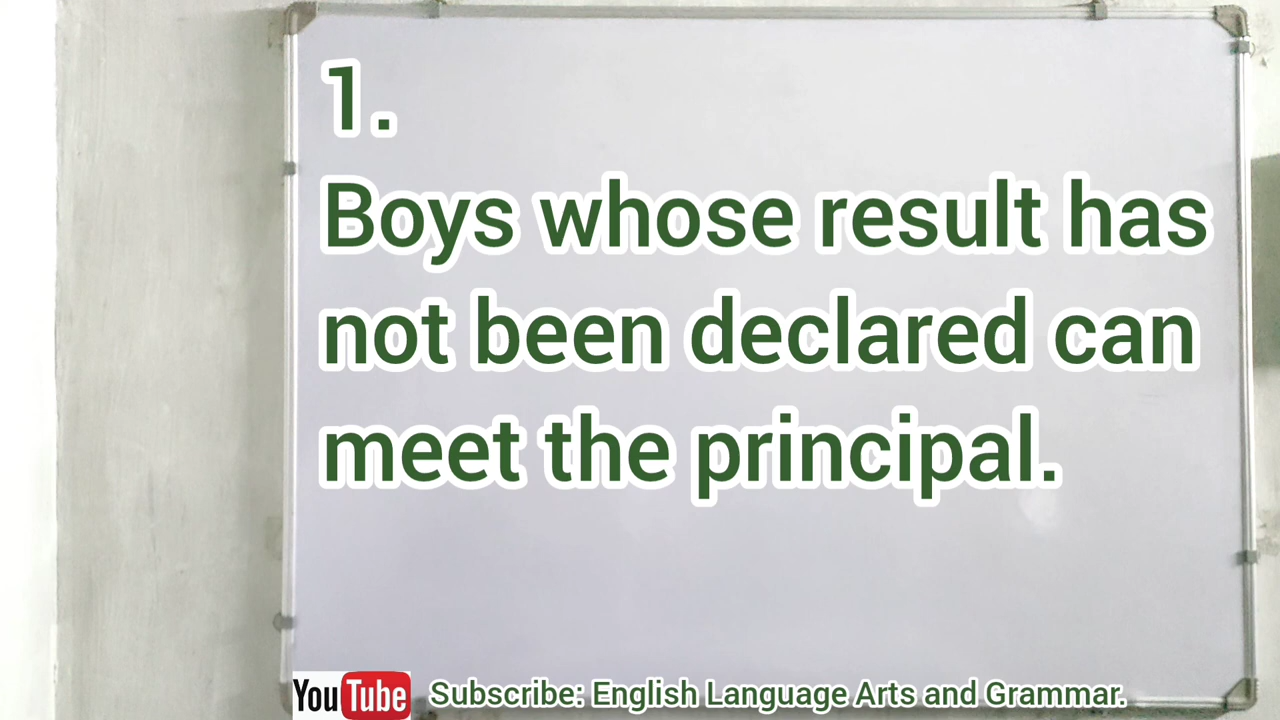 1.
Boys whose result has
not been declared can
meet the principal.
YouTube Subscribe: English Language Arts and Grammar.